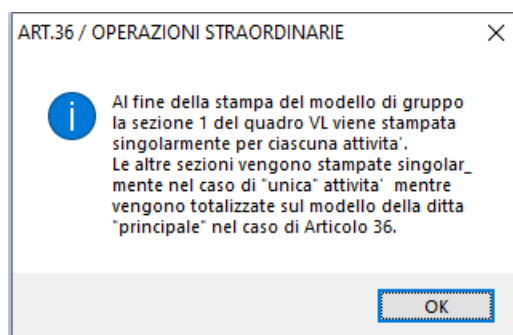 ART.36 / OPERAZIONI STRAORDINARIE
Al fine della stampa del modello di gruppo
la sezione 1 del quadro VL viene stampata
singolarmente per ciascuna attivita'.
Le altre sezioni vengono stampate singolar_
mente nel caso di "unica" attivita' mentre
vengono totalizzate sul modello della ditta
"principale" nel caso di Articolo 36.
OK